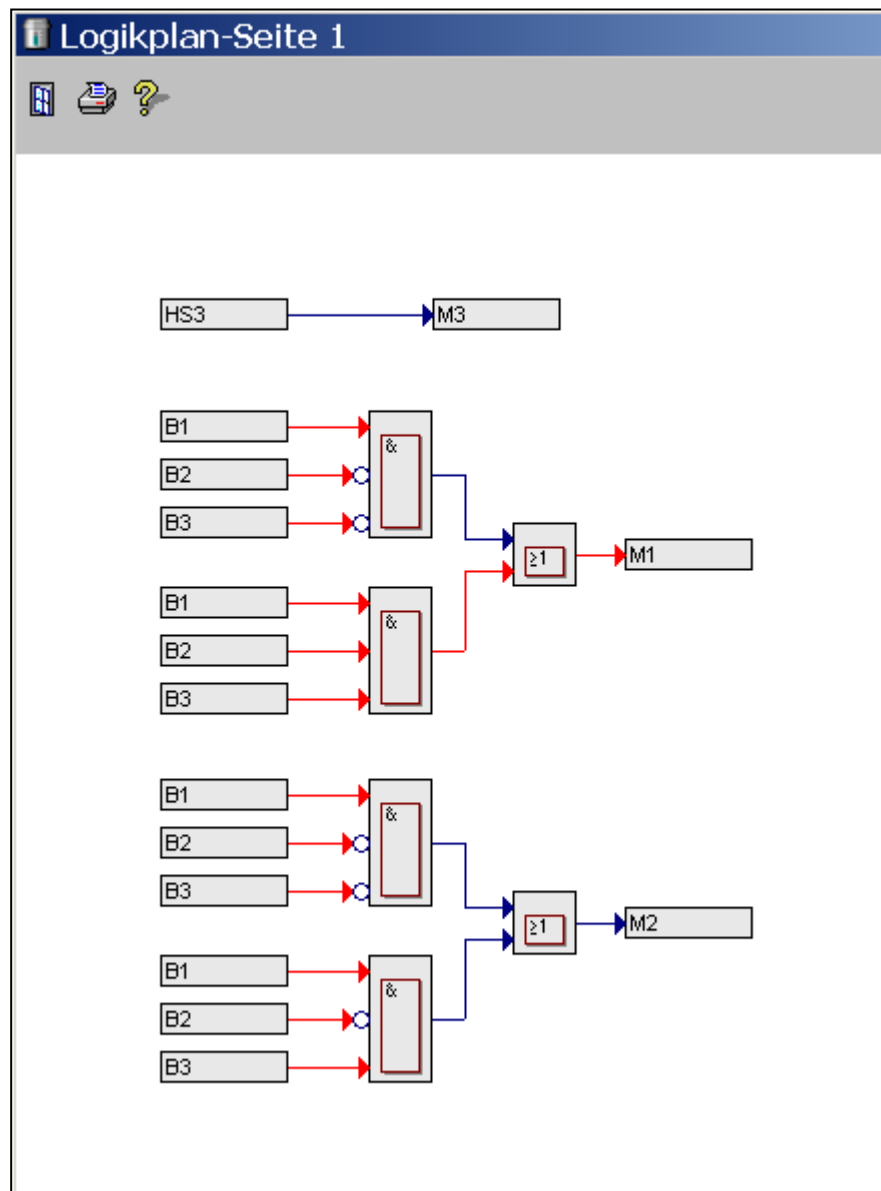 Logikplan-Seite 1
HS3 M3
B1
&
B2
B3
≥1 M1
B1
&
B2
B3
B1
&
B2
B3
≥1 M2
B1
&
B2
B3